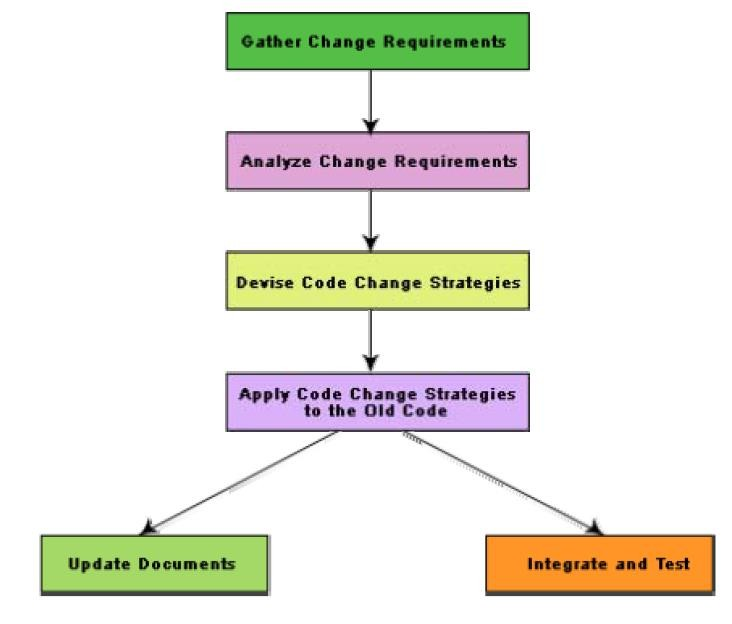 Gather Change Requirements
Analyze Change Requirements
Devise Code Change Strategies
Apply Code Change Strategies
to the Old Code
Update Documents
Integrate and Test